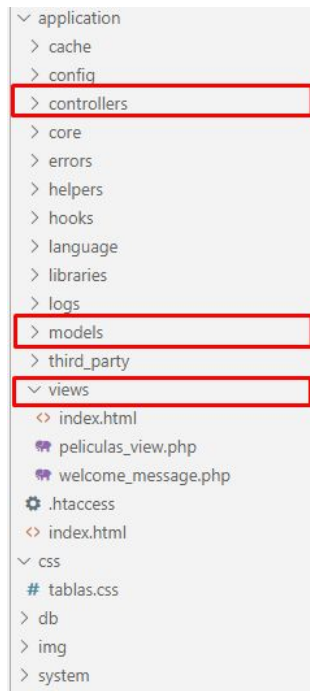 application
cache
config
controllers
core
errors
helpers
hooks
language
libraries
logs
models
third_party
views
index.html
peliculas_view.php
welcome_message.php
.htaccess
index.html
css
# tablas.css
db
img
system